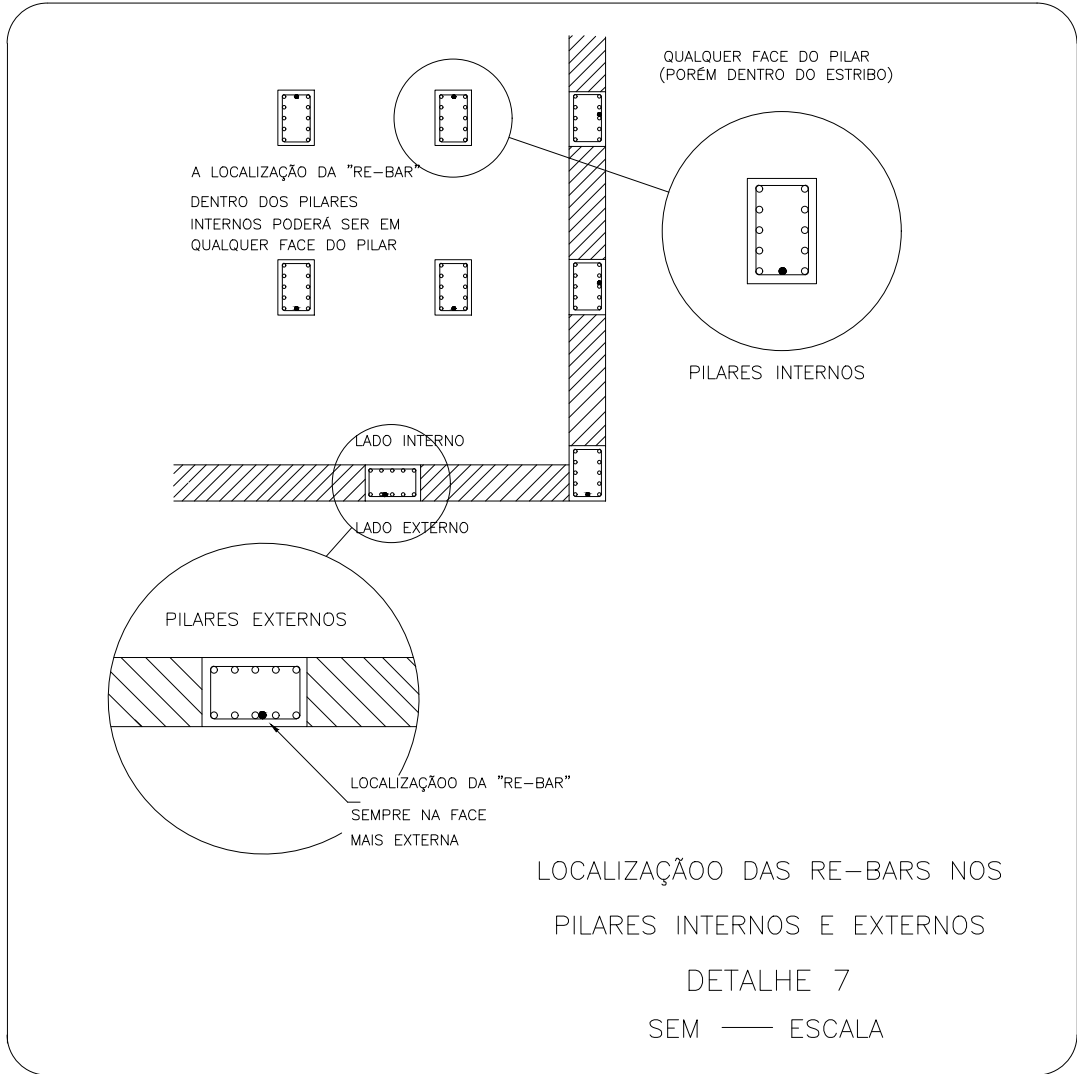 QUALQUER FACE DO PILAR
(PORÉM DENTRO DO ESTRIBO)
A LOCALIZAÇÃO DA "RE-BAR"
DENTRO DOS PILARES
INTERNOS PODERÁ SER EM
QUALQUER FACE DO PILAR
PILARES INTERNOS
LADO INTERNO
LADO EXTERNO
PILARES EXTERNOS
LOCALIZAÇÃOO DA "RE-BAR"
SEMPRE NA FACE
MAIS EXTERNA
LOCALIZAÇÃOO DAS RE-BARS NOS
PILARES INTERNOS E EXTERNOS
DETALHE 7
SEM — ESCALA